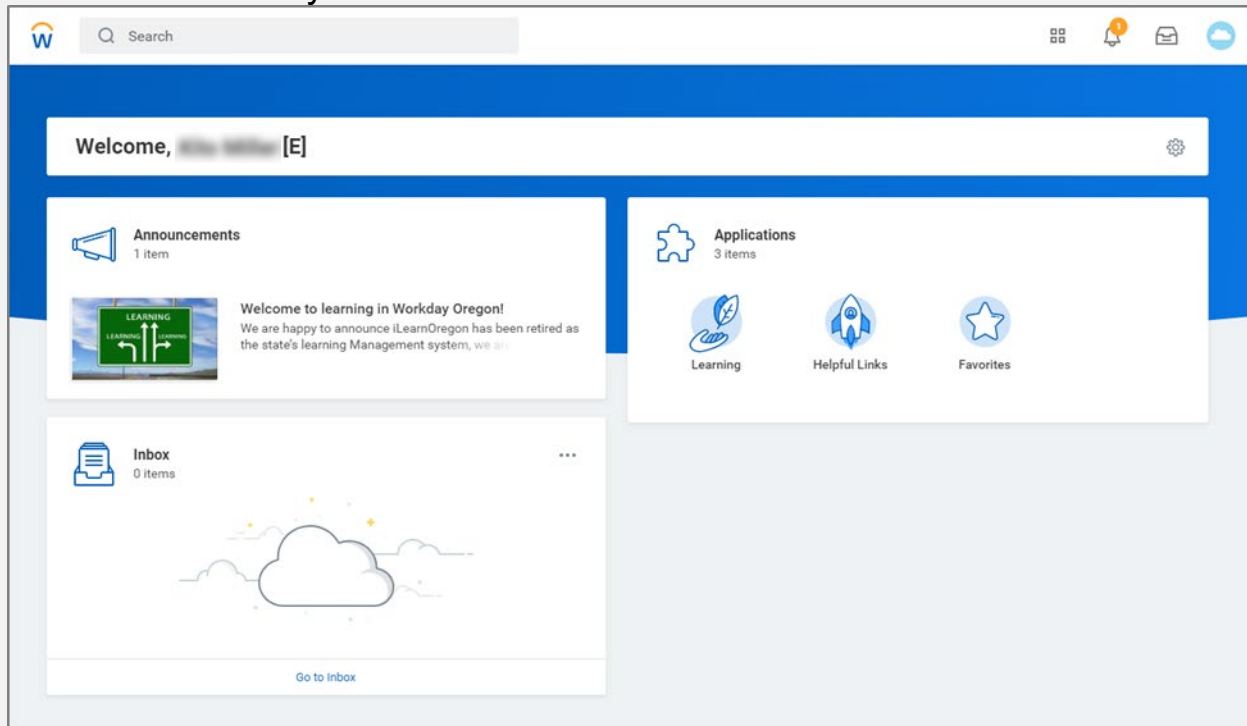 Search
1
Welcome, [E]
Announcements
1 item
LEARNING
LEARNING LEARNING
Welcome to learning in Workday Oregon!
We are happy to announce iLearnOregon has been retired as
the state's learning Management system, we are
Applications
3 items
Learning Helpful Links Favorites
Inbox
0 items
Go to Inbox